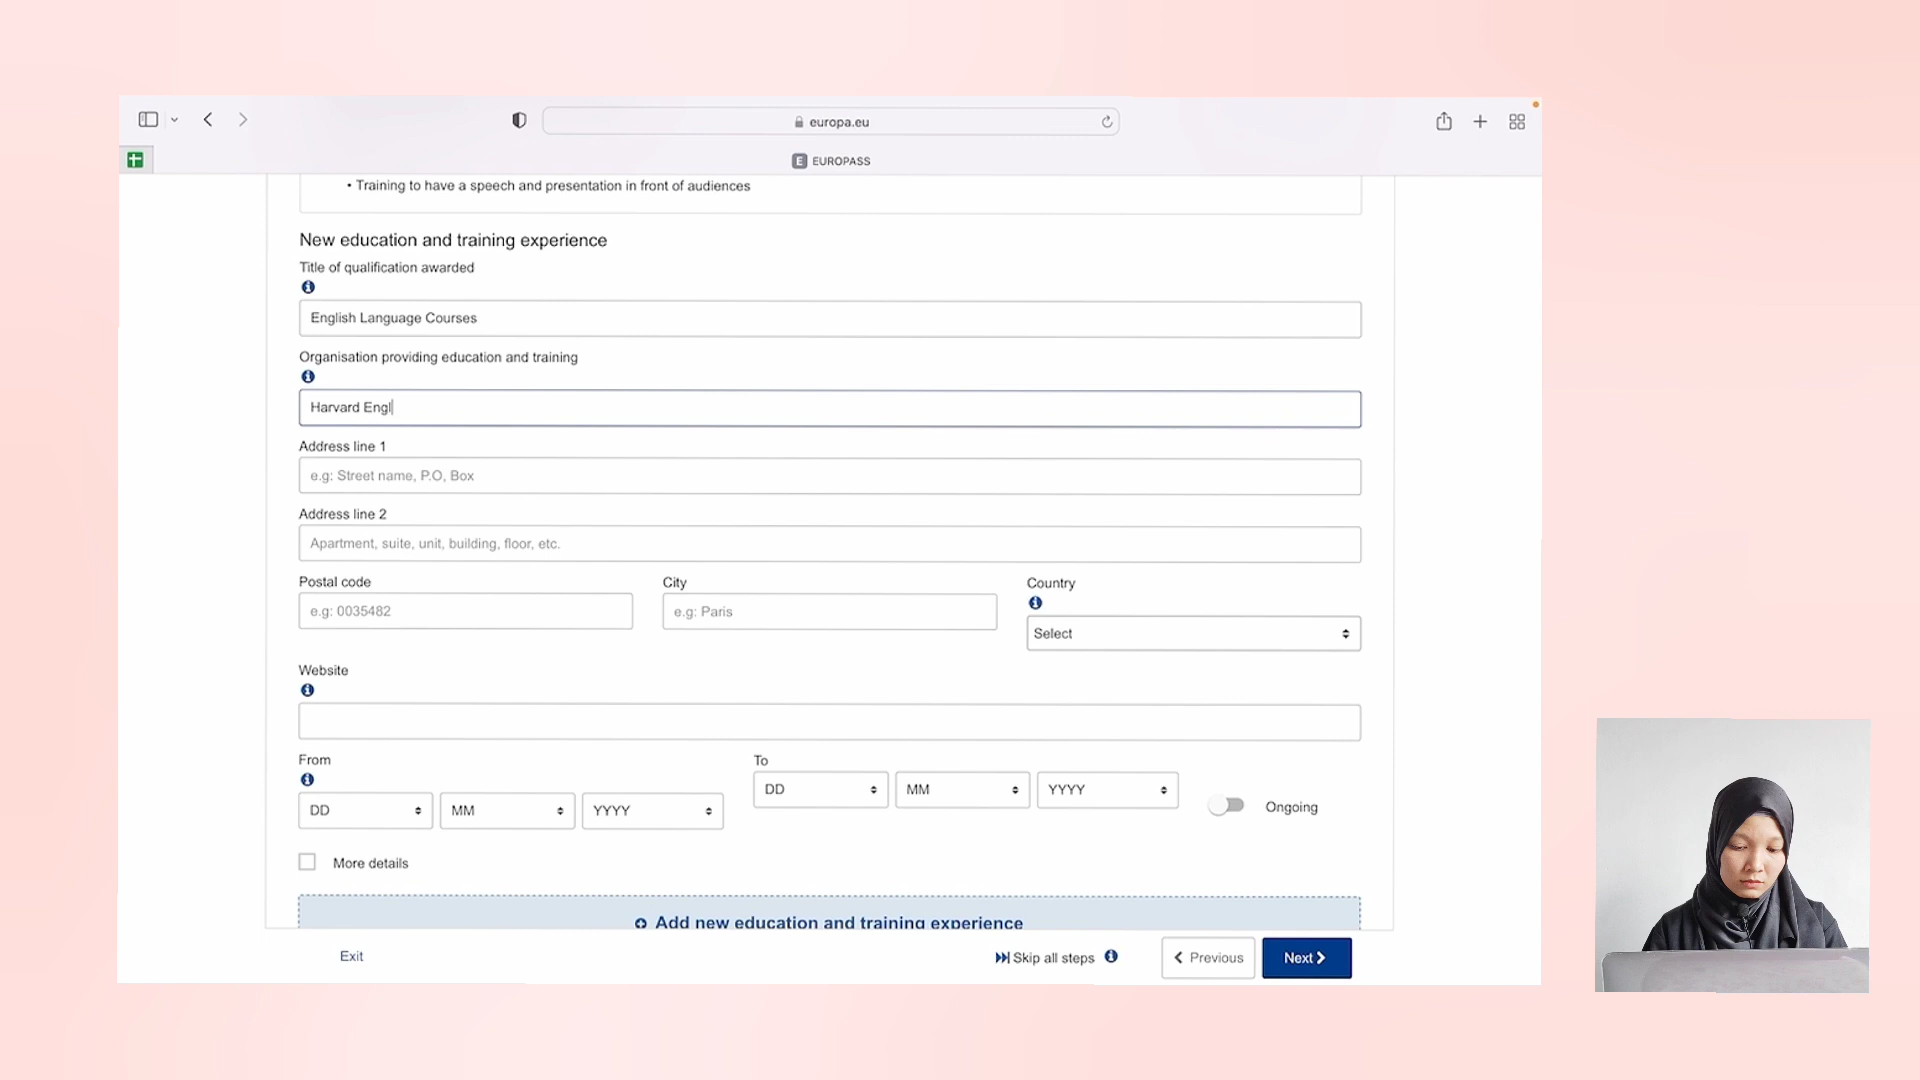 europa.eu
E EUROPASS
• Training to have a speech and presentation in front of audiences
New education and training experience
Title of qualification awarded
English Language Courses
Organisation providing education and training
Harvard Engl
Address line 1
e.g: Street name, P.O, Box
Address line 2
Apartment, suite, unit, building, floor, etc.
Postal code City Country
e.g: 0035482 e.g: Paris Select
Website
From To
DD MM YYYY DD MM YYYY Ongoing
More details
Add new education and training experience
Exit Skip all steps Previous Next